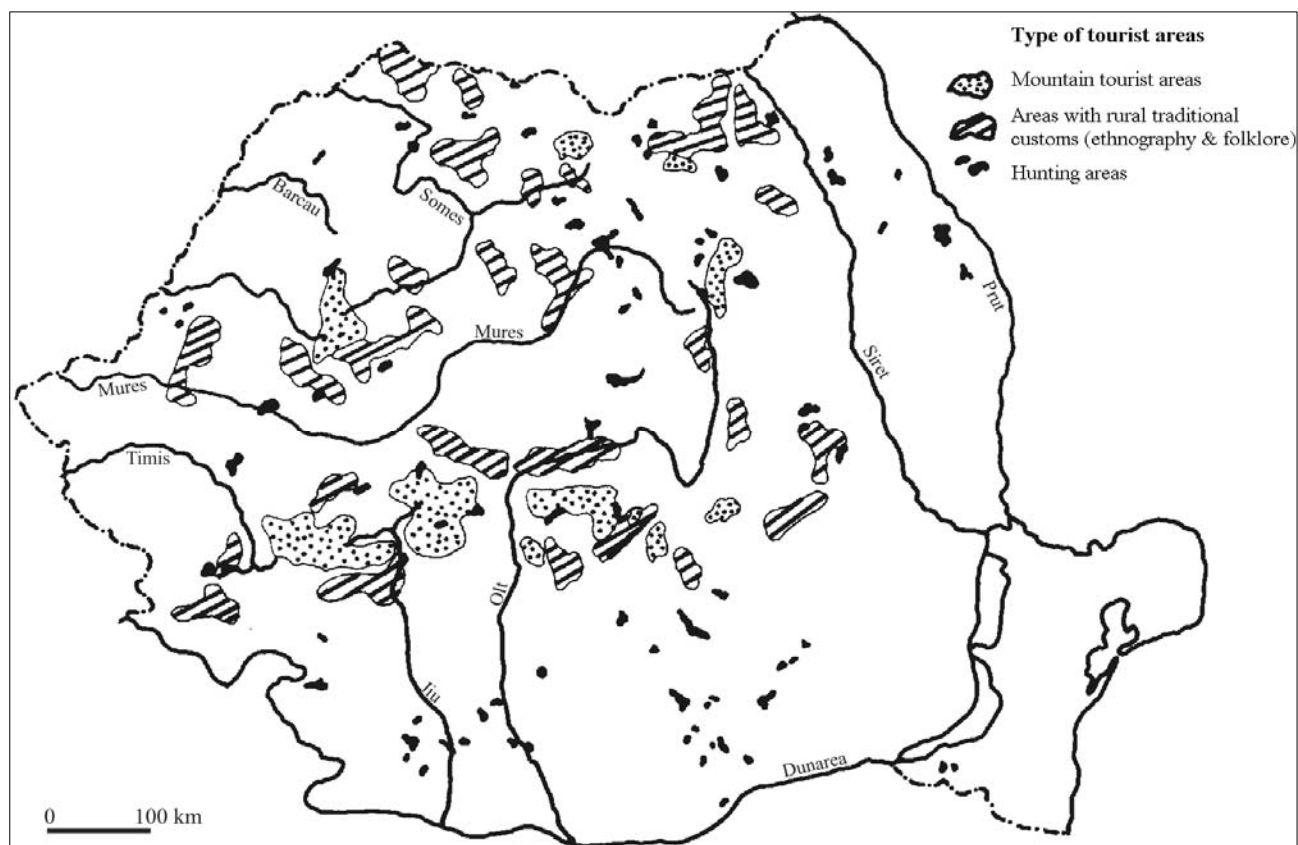 Type of tourist areas
Mountain tourist areas
Areas with rural traditional
customs (ethnography & folklore)
Hunting areas
Barcau
Somes
Prut
Mures
Siret
Mures
Timis
Olt
Jiu
Dunarea
0 100 km